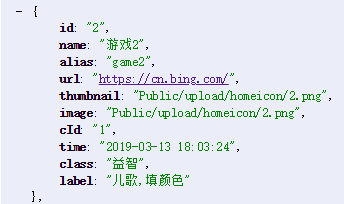 - {
id: "2",
name: "游戏2",
alias: "game2",
url: "https://cn.bing.com/",
thumbnail: "Public/upload/homeicon/2.png",
image: "Public/upload/homeicon/2.png",
cId: "1",
time: "2019-03-13 18:03:24",
class: "益智",
label: "儿歌,填颜色"
},